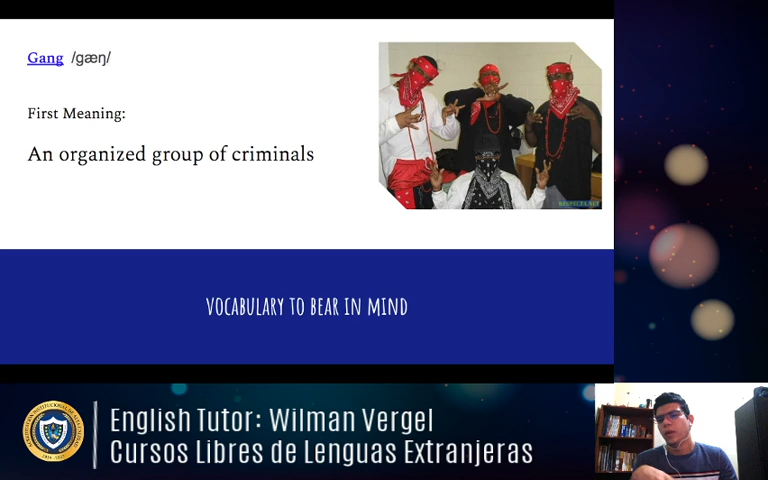 Gang /gæŋ/
First Meaning:
An organized group of criminals
VOCABULARY TO BEAR IN MIND
English Tutor: Wilman Vergel
Cursos Libres de Lenguas Extranjeras